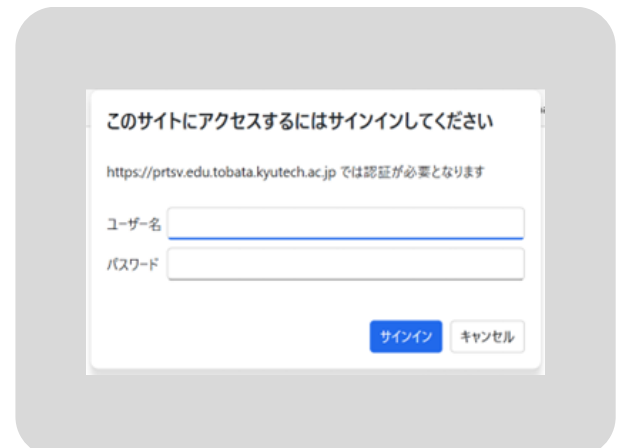 このサイトにアクセスするにはサインインしてください
https://prtsv.edu.tobata.kyutech.ac.jp では認証が必要となります
ユーザー名
パスワード
サインイン キャンセル